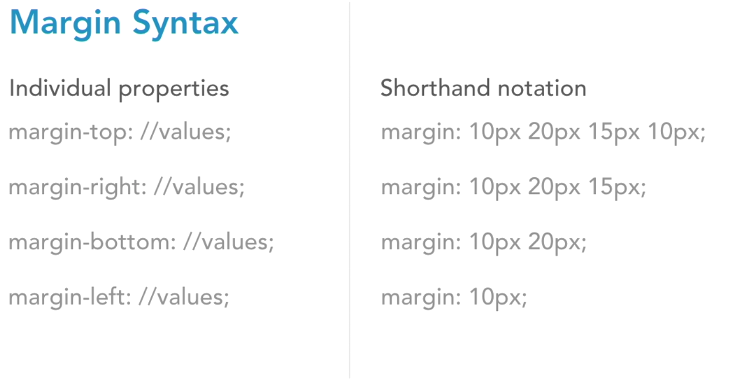 Margin Syntax
Individual properties
margin-top: //values;
margin-right: //values;
margin-bottom: //values;
margin-left: //values;
Shorthand notation
margin: 10px 20px 15px 10px;
margin: 10px 20px 15px;
margin: 10px 20px;
margin: 10px;